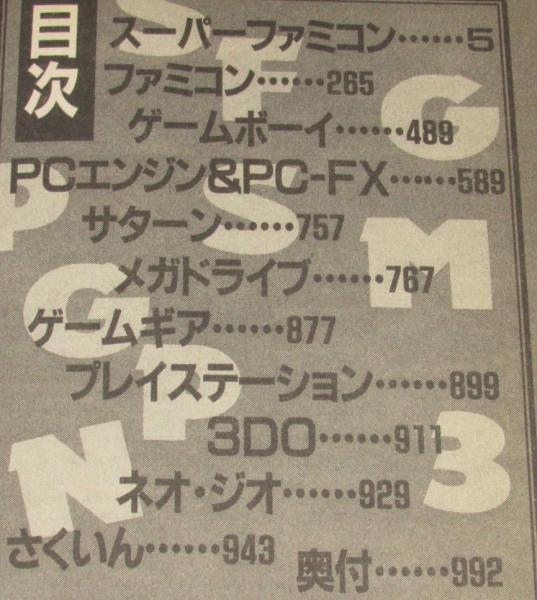 目次
スーパーファミコン……5
ファミコン……265
ゲームボーイ……489
PCエンジン&PC-FX……589
サターン……757
メガドライブ……767
ゲームギア……877
プレイステーション……899
3DO……911
ネオ・ジオ……929
さくいん……943
奥付……992
S
F
G
P
S
M
G
P
N
3